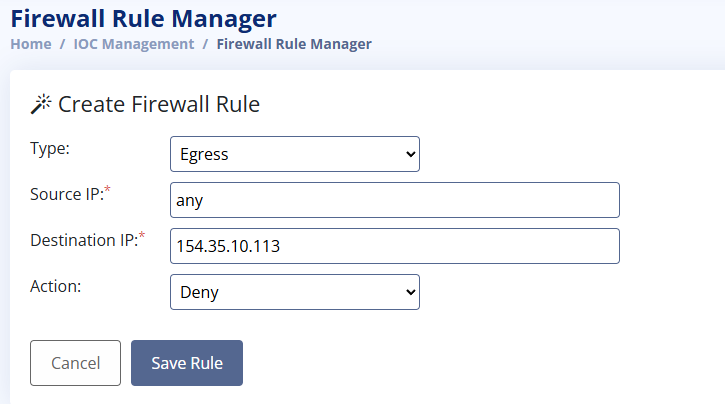 Firewall Rule Manager
Home / IOC Management / Firewall Rule Manager
Create Firewall Rule
Type: Egress
Source IP:* any
Destination IP:* 154.35.10.113
Action: Deny
Cancel Save Rule